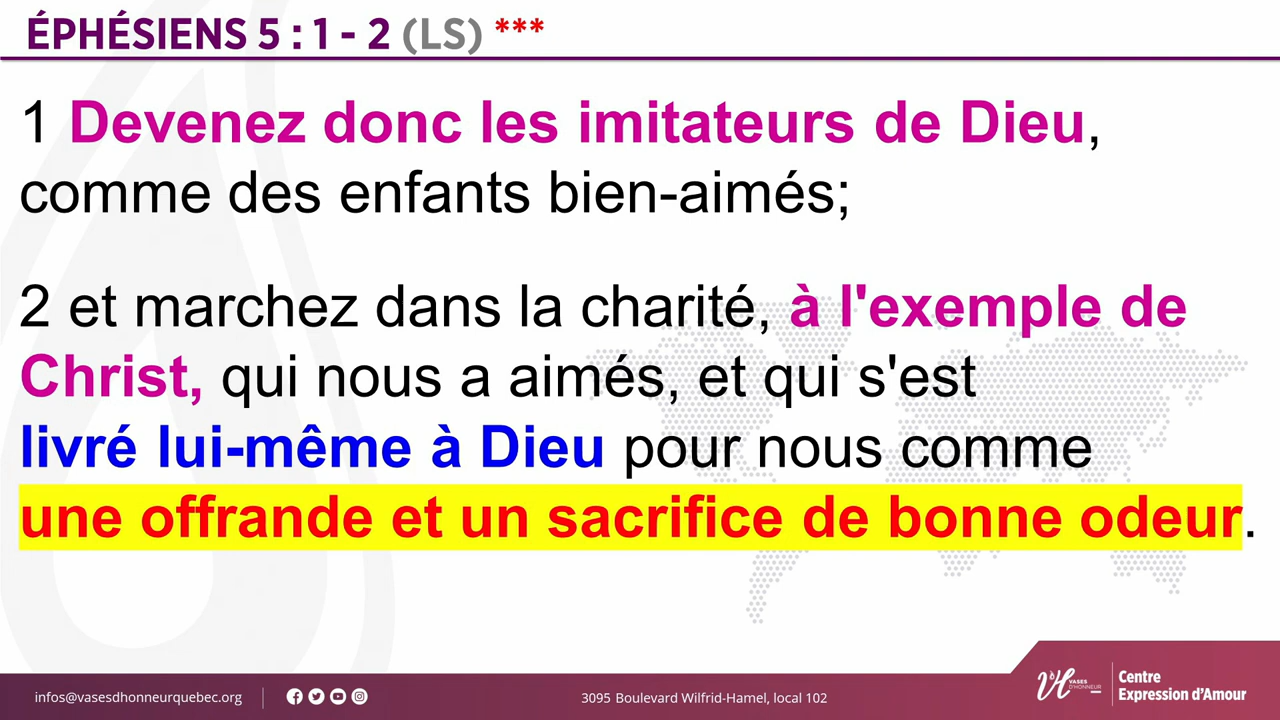 ÉPHÉSIENS 5 : 1 - 2 (LS) ***
1 Devenez donc les imitateurs de Dieu,
comme des enfants bien-aimés;
2 et marchez dans la charité, à l'exemple de
Christ, qui nous a aimés, et qui s'est
livré lui-même à Dieu pour nous comme
une offrande et un sacrifice de bonne odeur.
infos@vasesdhonneurquebec.org
3095 Boulevard Wilfrid-Hamel, local 102
VASES
D'HONNEUR
Centre
Expression d'Amour